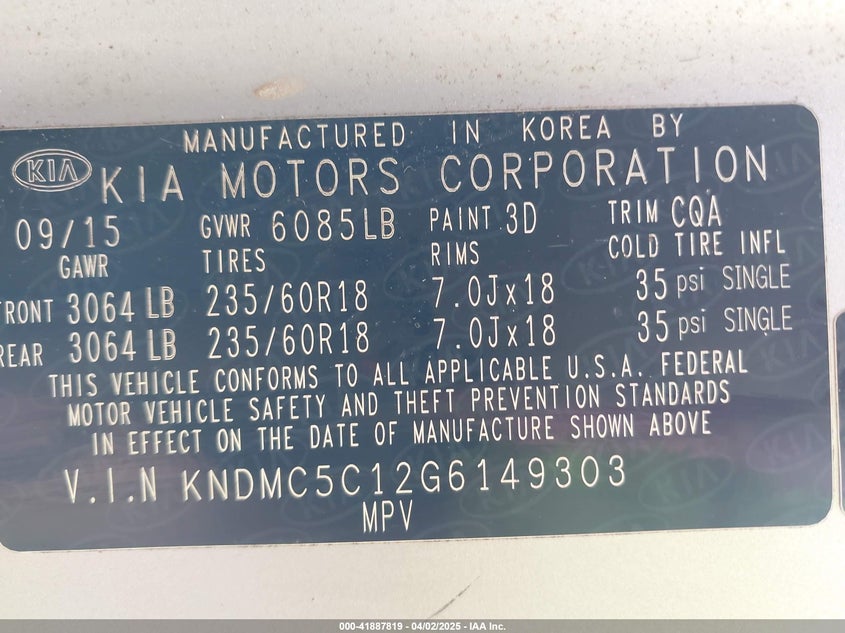 MANUFACTURED IN KOREA BY
KIA KIA MOTORS CORPORATION
09/15 GVWR 6085LB PAINT 3D TRIM CQA
GAWR TIRES RIMS COLD TIRE INFL
FRONT 3064 LB 235/60R18 7.0Jx18 35 psi SINGLE
REAR 3064 LB 235/60R18 7.0Jx18 35 psi SINGLE
THIS VEHICLE CONFORMS TO ALL APPLICABLE U.S.A. FEDERAL
MOTOR VEHICLE SAFETY AND THEFT PREVENTION STANDARDS
IN EFFECT ON THE DATE OF MANUFACTURE SHOWN ABOVE
V.I.N KNDMC5C12G6149303
MPV
000-41887819 - 04/02/2025 - IAA Inc.